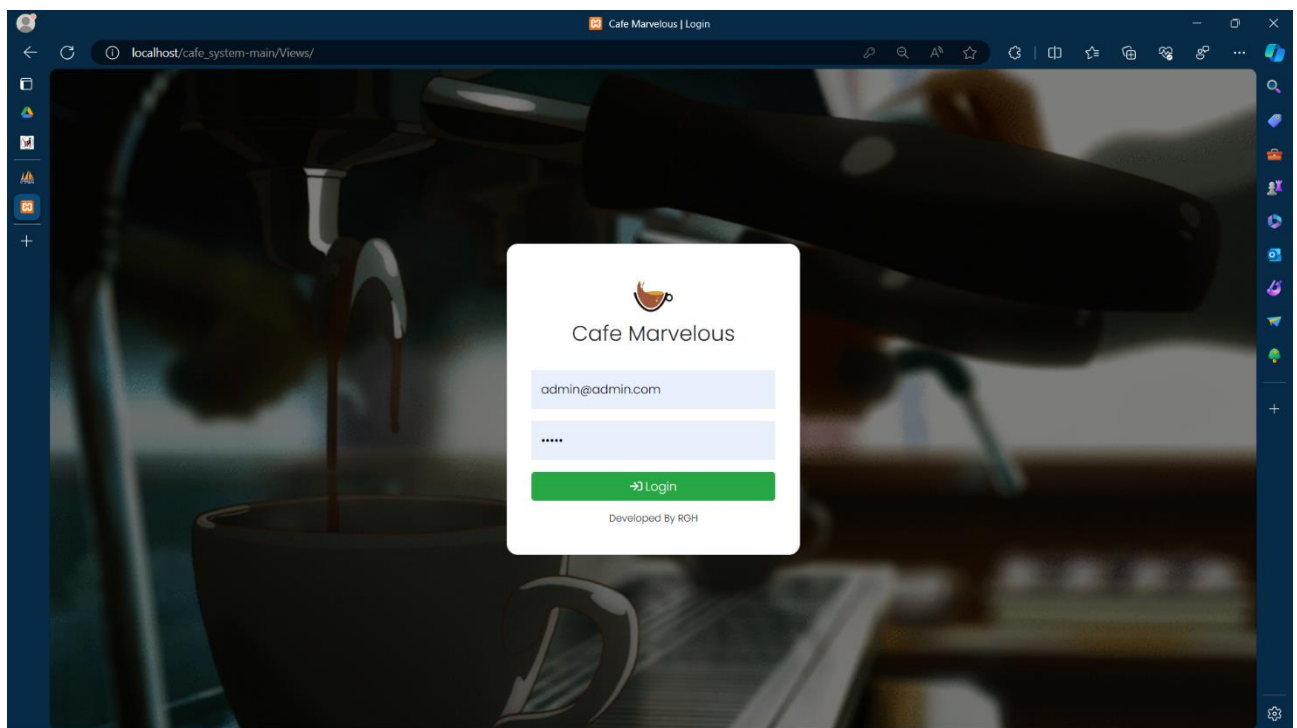 Cafe Marvelous | Login
localhost/cafe_system-main/Views/
Cafe Marvelous
admin@admin.com
•••••
Login
Developed By RGH